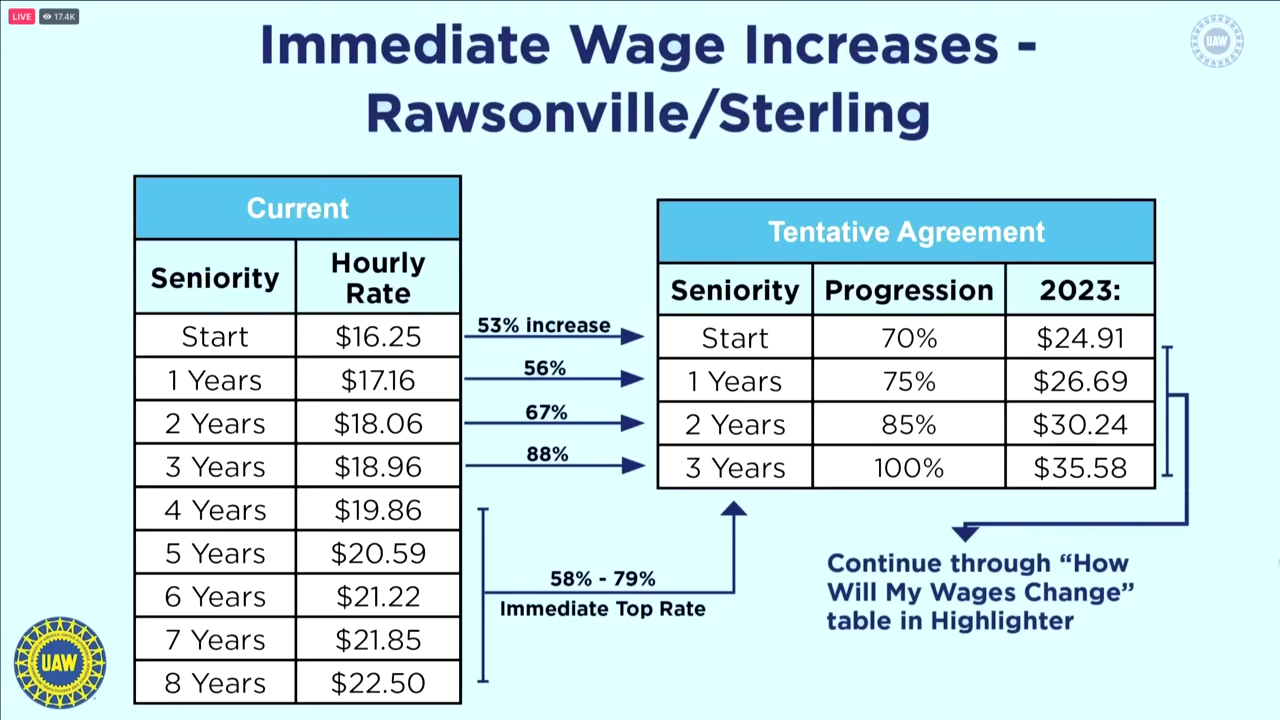 LIVE 17.4K
Immediate Wage Increases -
Rawsonville/Sterling
UAW
Current
Seniority Hourly Rate
Start $16.25
1 Years $17.16
2 Years $18.06
3 Years $18.96
4 Years $19.86
5 Years $20.59
6 Years $21.22
7 Years $21.85
8 Years $22.50
53% increase
56%
67%
88%
58% - 79%
Immediate Top Rate
Tentative Agreement
Seniority Progression 2023:
Start 70% $24.91
1 Years 75% $26.69
2 Years 85% $30.24
3 Years 100% $35.58
Continue through “How
Will My Wages Change”
table in Highlighter
UAW